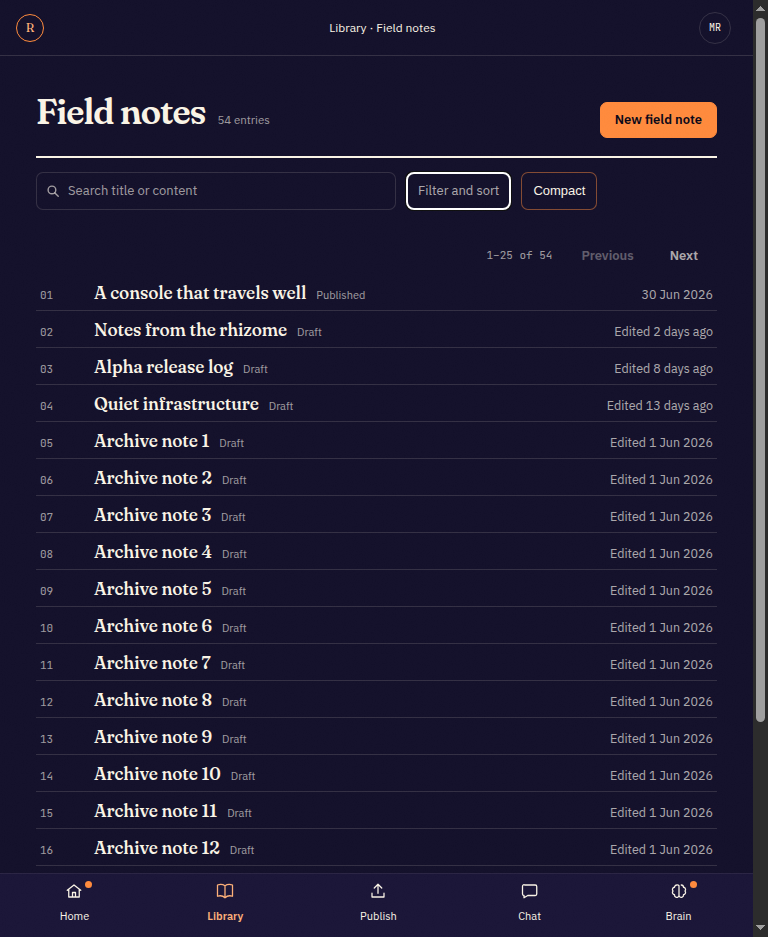 R
Library · Field notes
MR
Field notes 54 entries
New field note
Search title or content
Filter and sort
Compact
1–25 of 54 Previous Next
01 A console that travels well Published 30 Jun 2026
02 Notes from the rhizome Draft Edited 2 days ago
03 Alpha release log Draft Edited 8 days ago
04 Quiet infrastructure Draft Edited 13 days ago
05 Archive note 1 Draft Edited 1 Jun 2026
06 Archive note 2 Draft Edited 1 Jun 2026
07 Archive note 3 Draft Edited 1 Jun 2026
08 Archive note 4 Draft Edited 1 Jun 2026
09 Archive note 5 Draft Edited 1 Jun 2026
10 Archive note 6 Draft Edited 1 Jun 2026
11 Archive note 7 Draft Edited 1 Jun 2026
12 Archive note 8 Draft Edited 1 Jun 2026
13 Archive note 9 Draft Edited 1 Jun 2026
14 Archive note 10 Draft Edited 1 Jun 2026
15 Archive note 11 Draft Edited 1 Jun 2026
16 Archive note 12 Draft Edited 1 Jun 2026
Home
Library
Publish
Chat
Brain